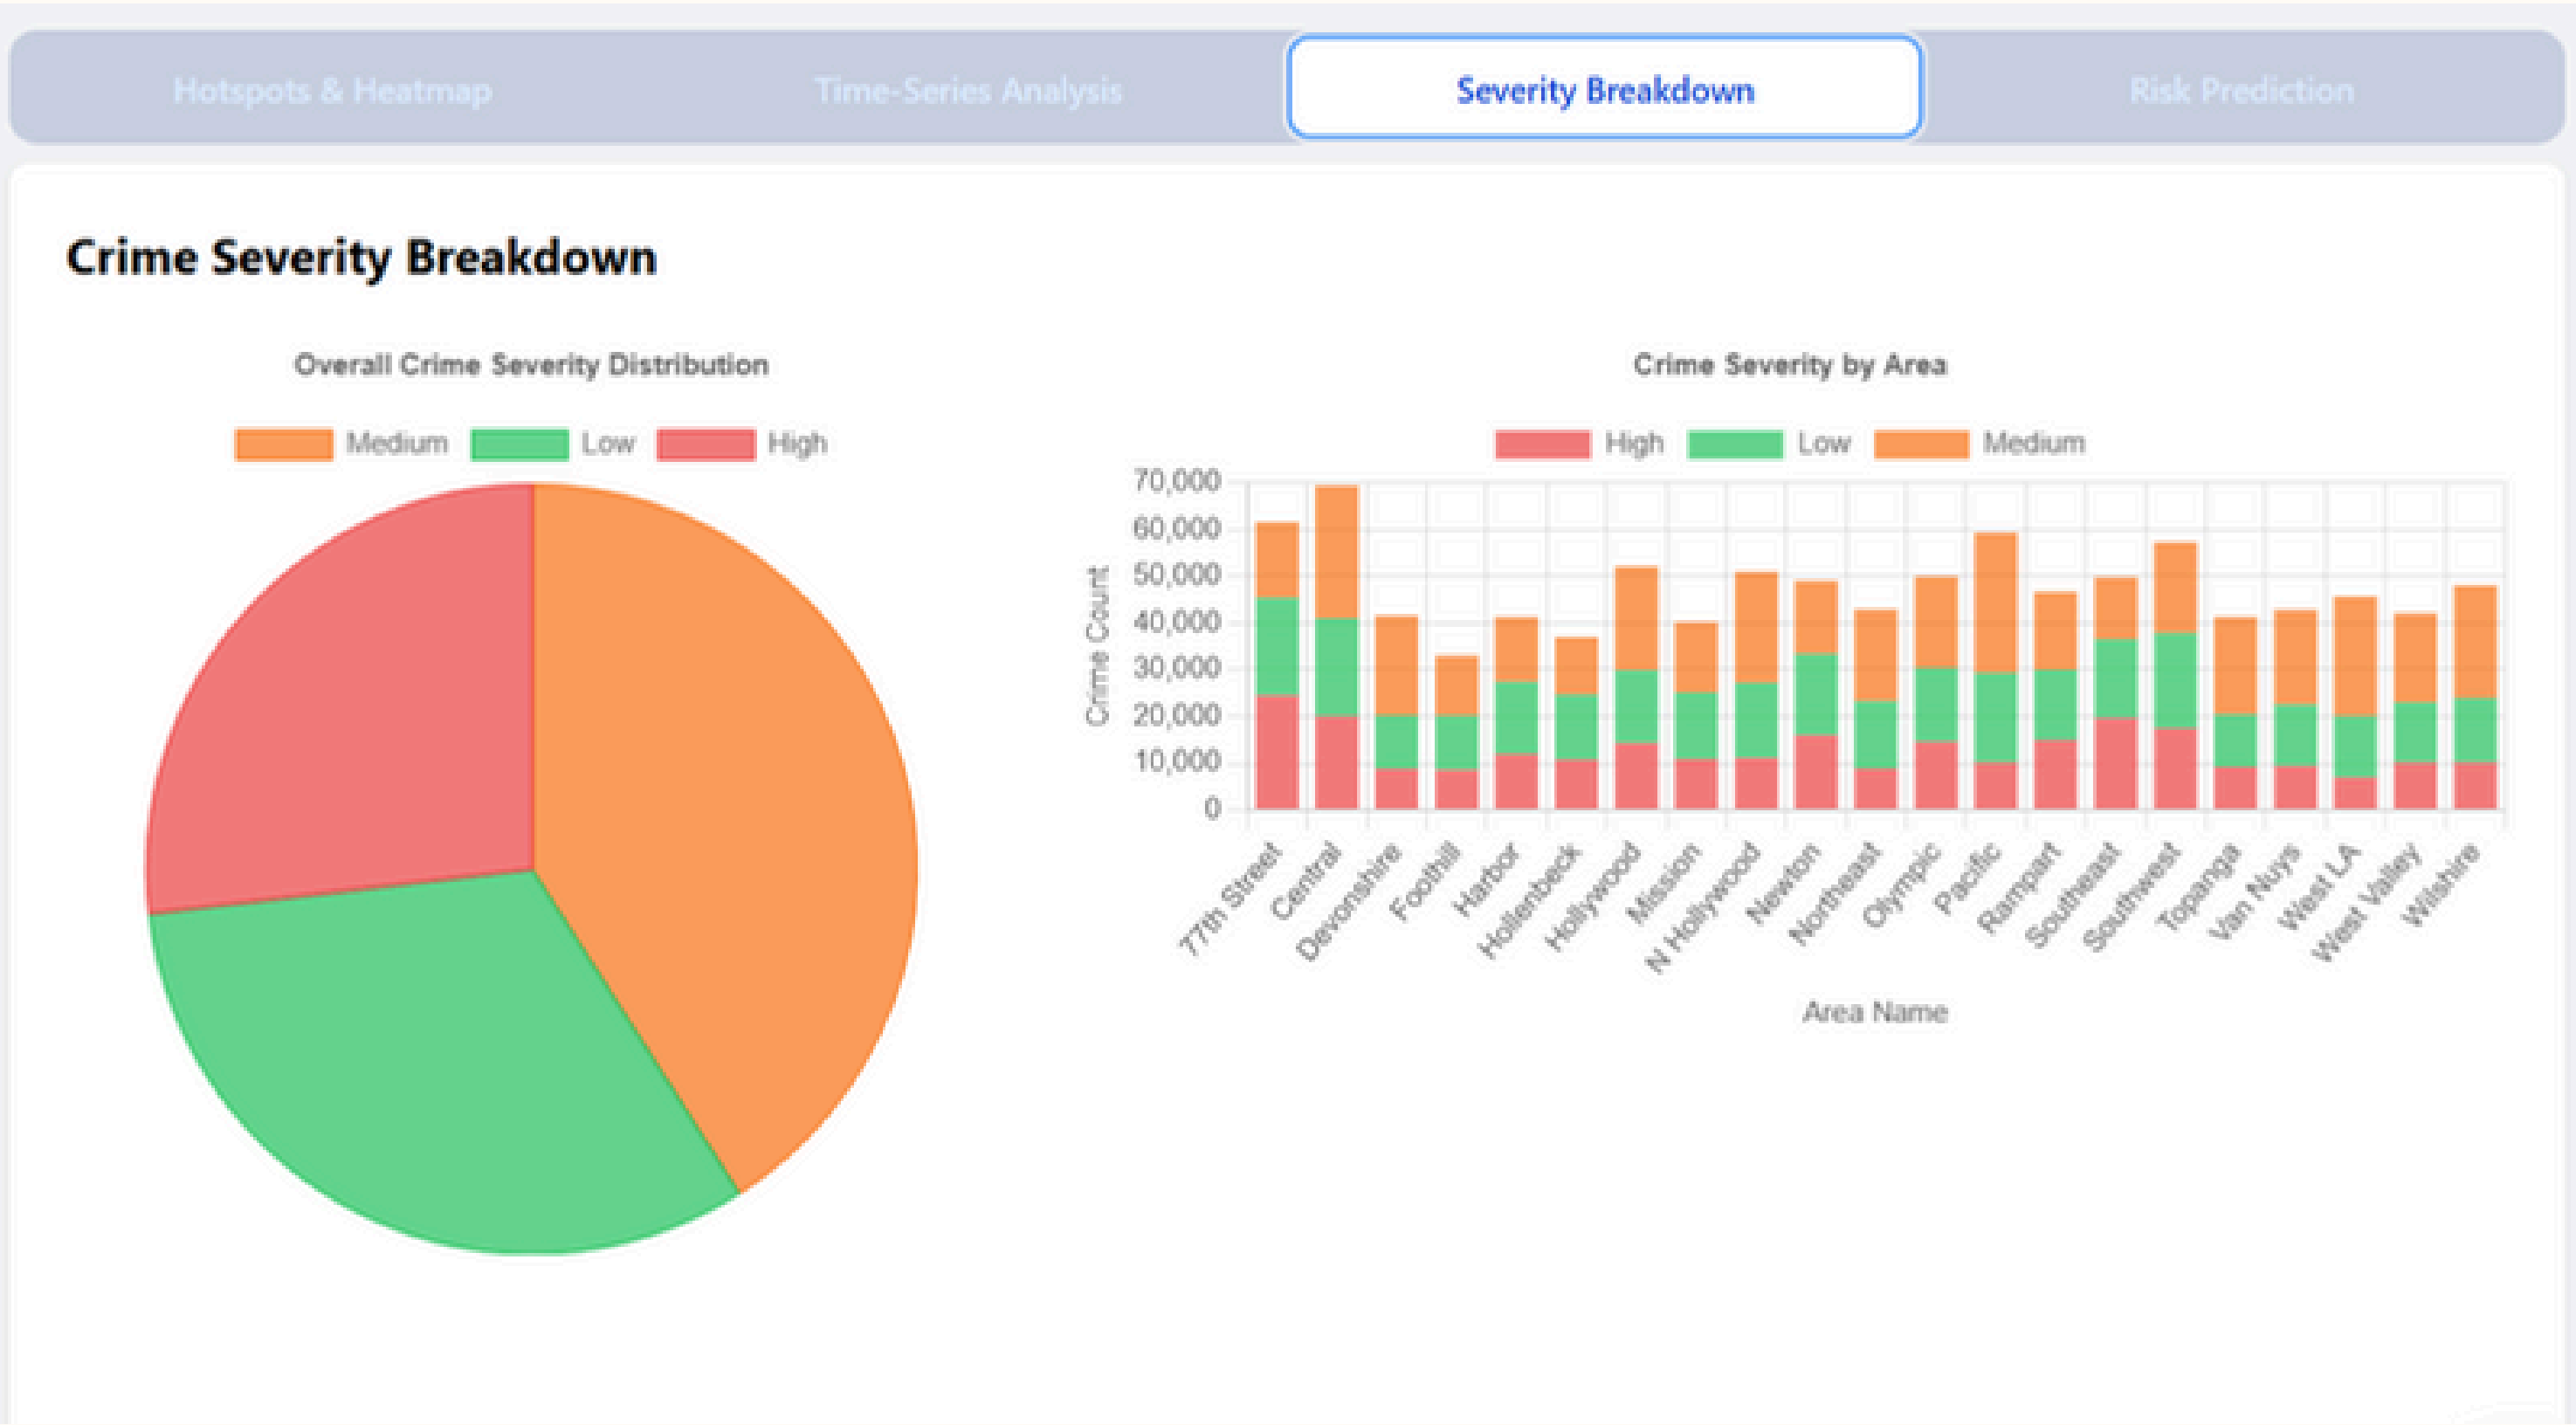 Hotspots & Heatmap Time-Series Analysis Severity Breakdown Risk Prediction
Crime Severity Breakdown
Overall Crime Severity Distribution
Medium Low High
Crime Severity by Area
High Low Medium
Crime Count
70,000
60,000
50,000
40,000
30,000
20,000
10,000
0
77th Street
Central
Devonshire
Foothill
Harbor
Hollenbeck
Hollywood
Mission
N Hollywood
Newton
Northeast
Olympic
Pacific
Rampart
Southeast
Southwest
Topanga
Van Nuys
West LA
West Valley
Wilshire
Area Name